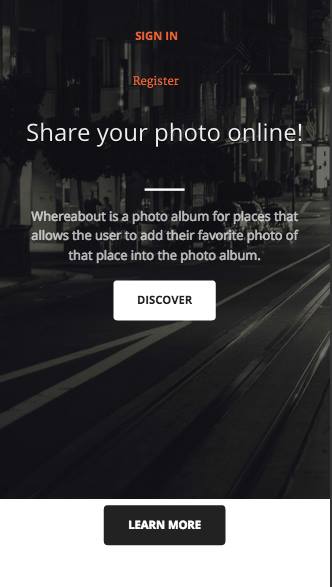 SIGN IN
Register
Share your photo online!
Whereabout is a photo album for places that
allows the user to add their favorite photo of
that place into the photo album.
DISCOVER
LEARN MORE